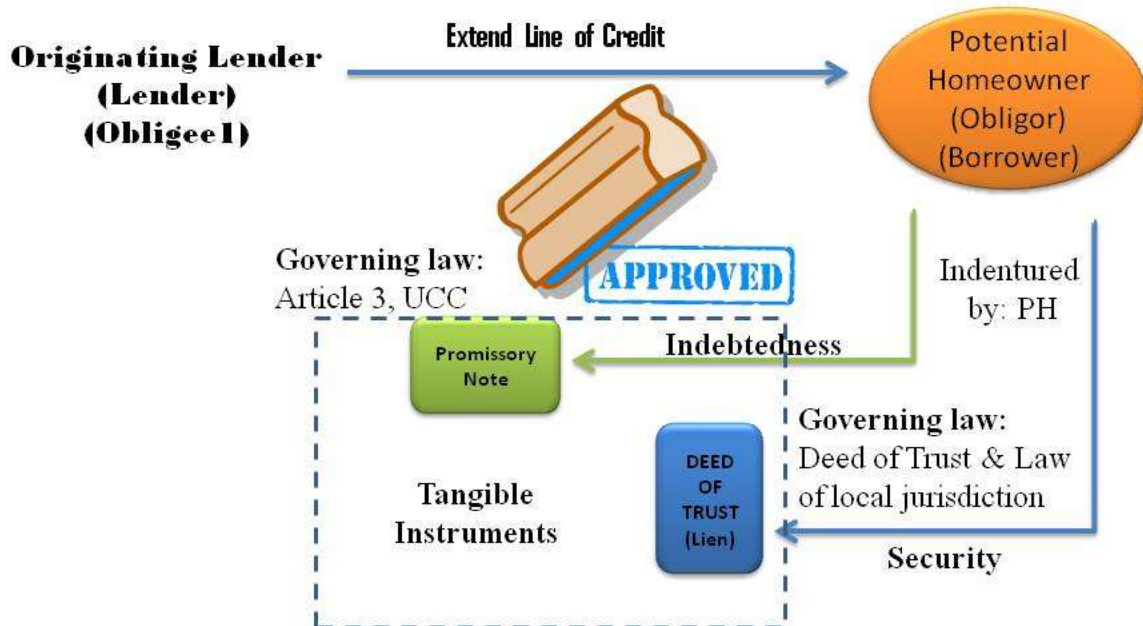 Extend Line of Credit
Originating Lender
(Lender)
(Obligee1)
Potential
Homeowner
(Obligor)
(Borrower)
APPROVED
Governing law:
Article 3, UCC
Indentured
by: PH
Promissory
Note
Indebtedness
Governing law:
Deed of Trust & Law
of local jurisdiction
DEED
OF
TRUST
(Lien)
Tangible
Instruments
Security